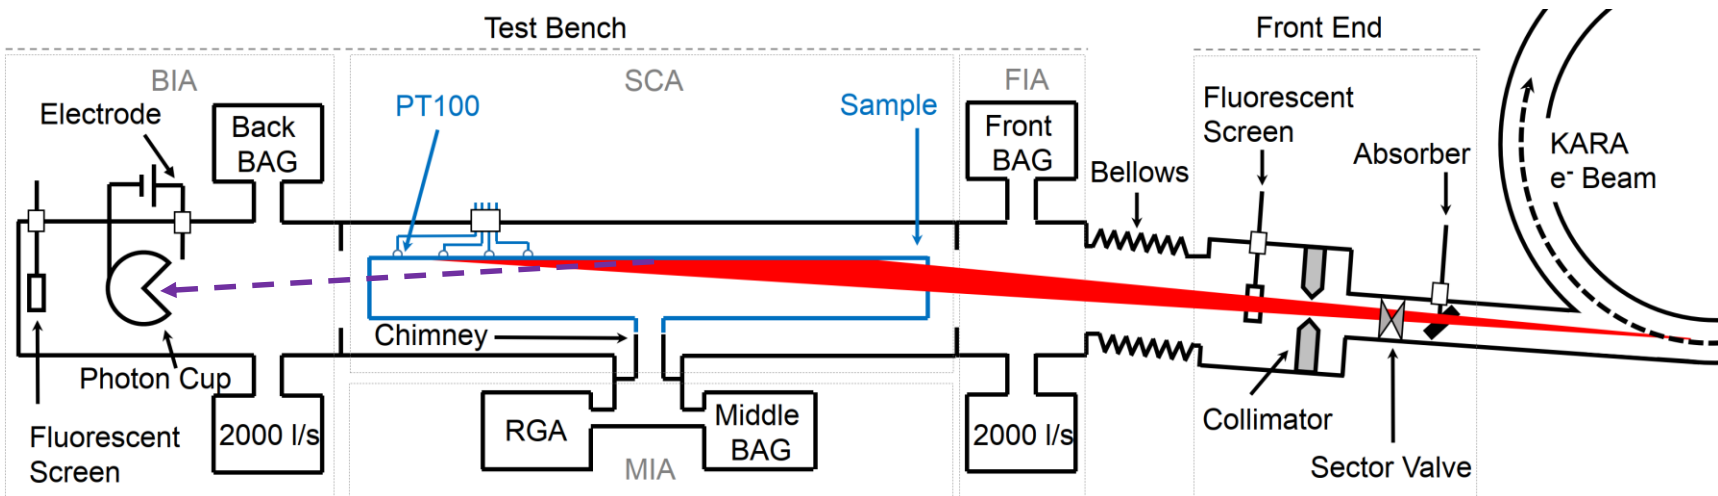 Test Bench
Front End
BIA
SCA
FIA
Electrode
PT100
Sample
Fluorescent
Screen
Back
BAG
Front
BAG
Bellows
Absorber
KARA
e- Beam
Chimney
Photon Cup
Fluorescent
Screen
2000 l/s
RGA
Middle
BAG
MIA
2000 l/s
Collimator
Sector Valve